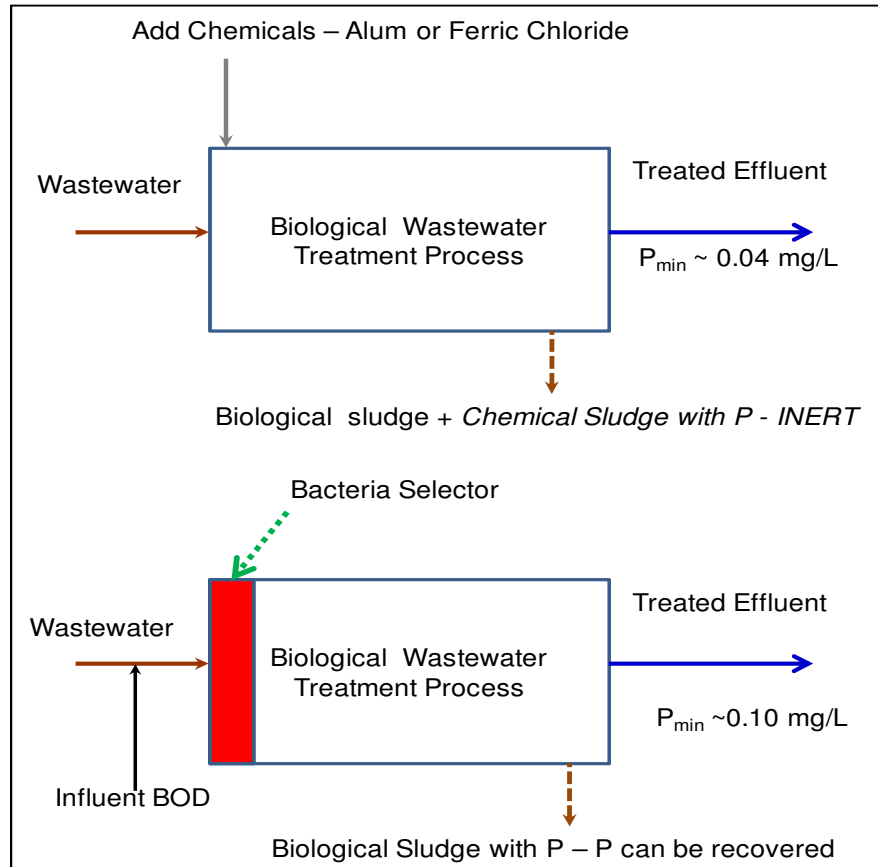 Add Chemicals – Alum or Ferric Chloride
Wastewater
Biological Wastewater
Treatment Process
Treated Effluent
Pmin ~ 0.04 mg/L
Biological sludge + Chemical Sludge with P - INERT
Bacteria Selector
Wastewater
Biological Wastewater
Treatment Process
Treated Effluent
Pmin ~0.10 mg/L
Influent BOD
Biological Sludge with P – P can be recovered